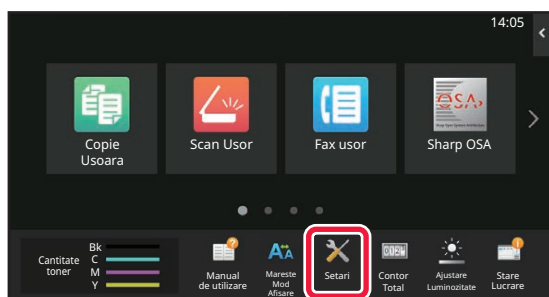 14:05
Copie
Usoara
Scan Usor
Fax usor
OSA
Sharp OSA
Cantitate
toner
Bk
C
M
Y
Manual
de utilizare
Mareste
Mod
Afisare
Setari
Contor
Total
Ajustare
Luminozitate
Stare
Lucrare